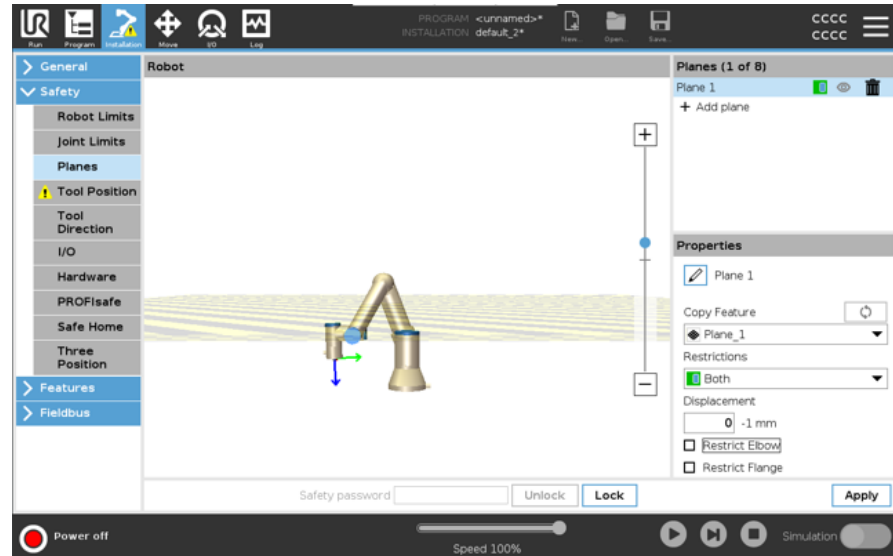 UR
PROGRAM <unnamed>*
INSTALLATION default_2*
Run
Program
Installation
Move
I/O
Log
New...
Open...
Save...
cccc
cccc
General
Safety
Robot Limits
Joint Limits
Planes
Tool Position
Tool
Direction
I/O
Hardware
PROFIsafe
Safe Home
Three
Position
Features
Fieldbus
Robot
Planes (1 of 8)
Plane 1
+ Add plane
Properties
Plane 1
Copy Feature
Plane_1
Restrictions
Both
Displacement
0 -1 mm
Restrict Elbow
Restrict Flange
Safety password
Unlock
Lock
Apply
Power off
Speed 100%
Simulation